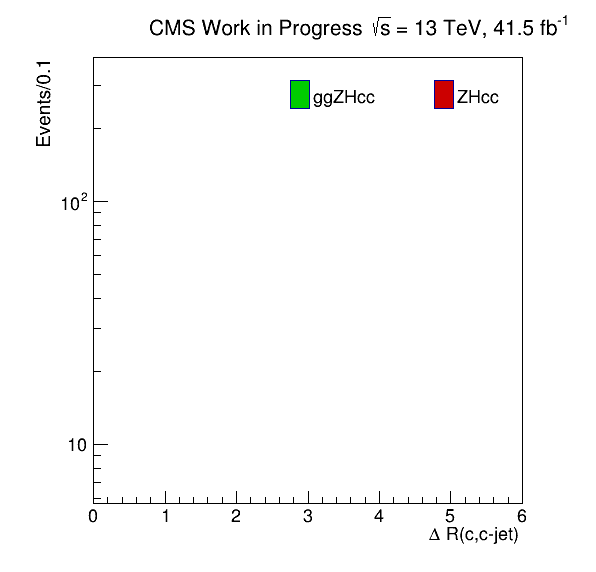 CMS Work in Progress √s = 13 TeV, 41.5 fb⁻¹
Events/0.1
ggZHcc ZHcc
10²
10
0 1 2 3 4 5 6
Δ R(c,c-jet)